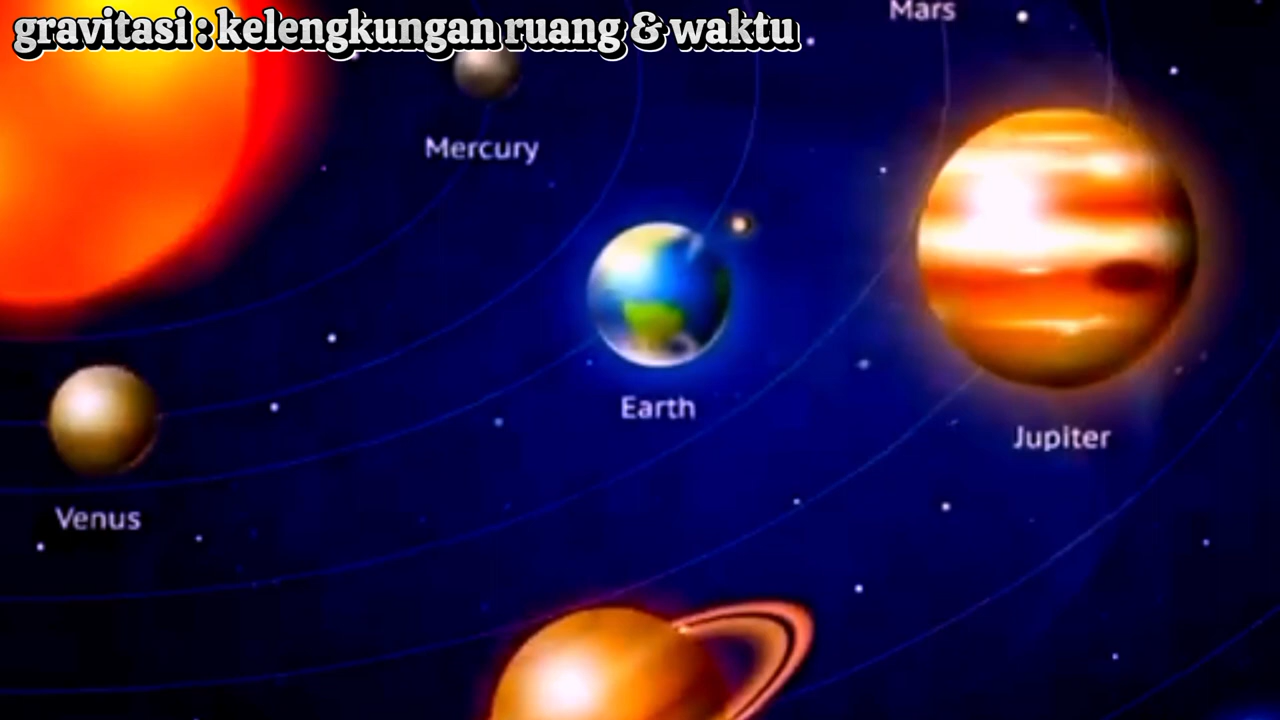 gravitasi : kelengkungan ruang & waktu
Mars
Mercury
Earth
Jupiter
Venus